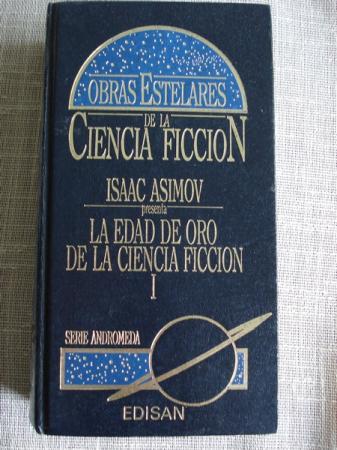 OBRAS ESTELARES
DE LA
CIENCIA FICCION
ISAAC ASIMOV
presenta
LA EDAD DE ORO
DE LA CIENCIA FICCION
I
SERIE ANDROMEDA
EDISAN